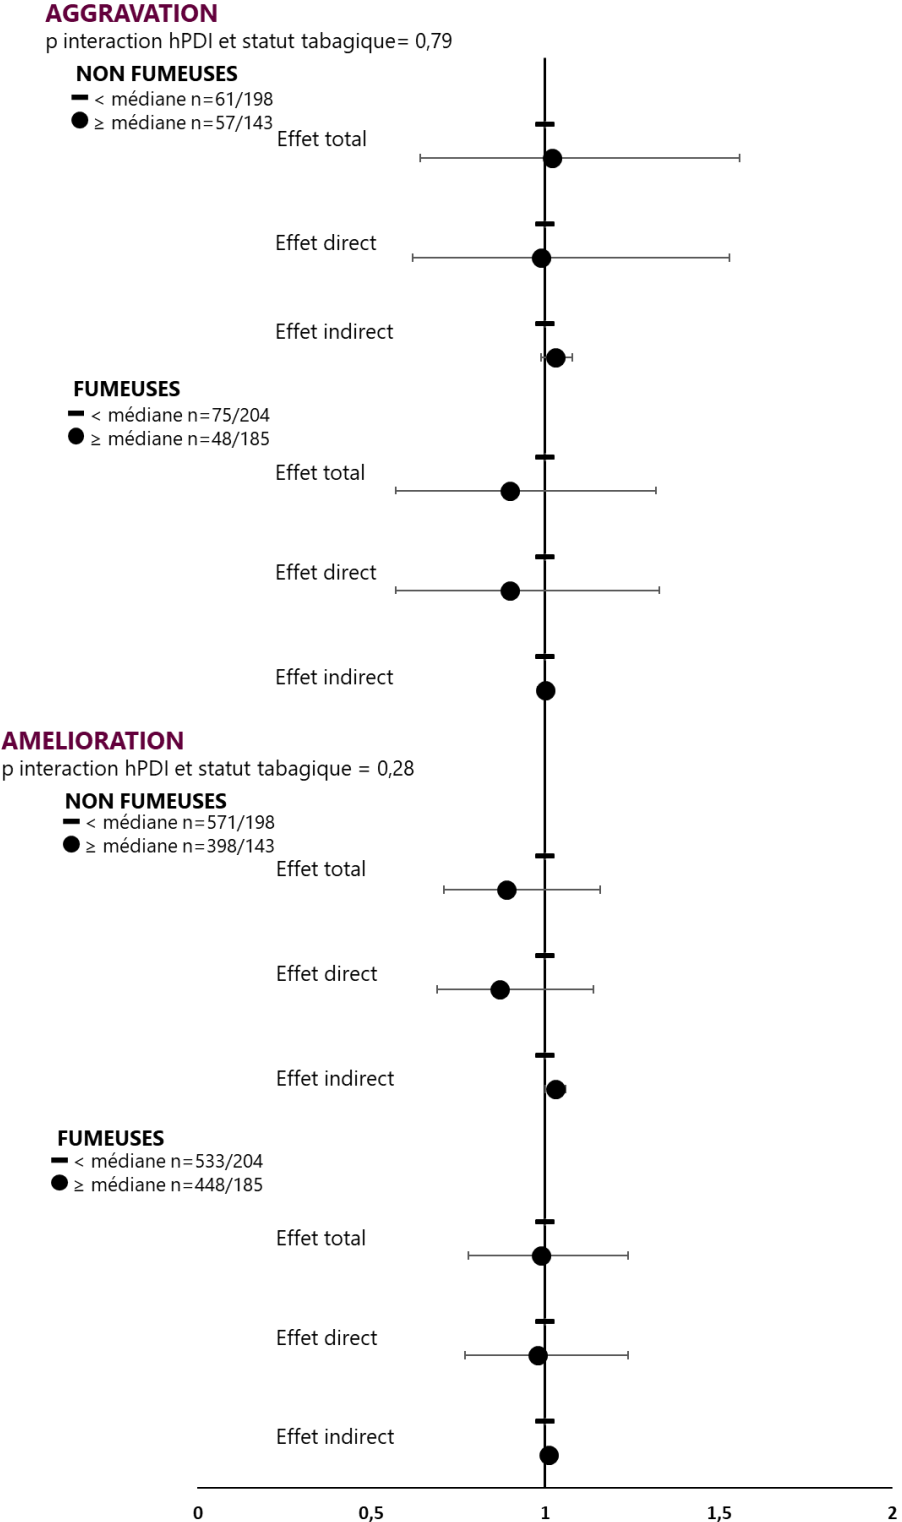 AGGRAVATION
p interaction hPDI et statut tabagique= 0,79
NON FUMEUSES
< médiane n=61/198
≥ médiane n=57/143
Effet total
Effet direct
Effet indirect
FUMEUSES
< médiane n=75/204
≥ médiane n=48/185
Effet total
Effet direct
Effet indirect
AMELIORATION
p interaction hPDI et statut tabagique = 0,28
NON FUMEUSES
< médiane n=571/198
≥ médiane n=398/143
Effet total
Effet direct
Effet indirect
FUMEUSES
< médiane n=533/204
≥ médiane n=448/185
Effet total
Effet direct
Effet indirect
0 0,5 1 1,5 2